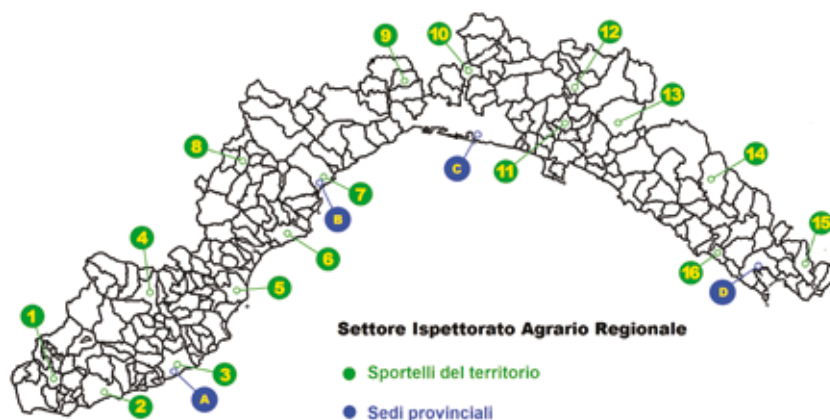 9
10
12
13
8
11
14
7
C
B
4
6
15
16
5
D
1
Settore Ispettorato Agrario Regionale
Sportelli del territorio
3
2
A
Sedi provinciali